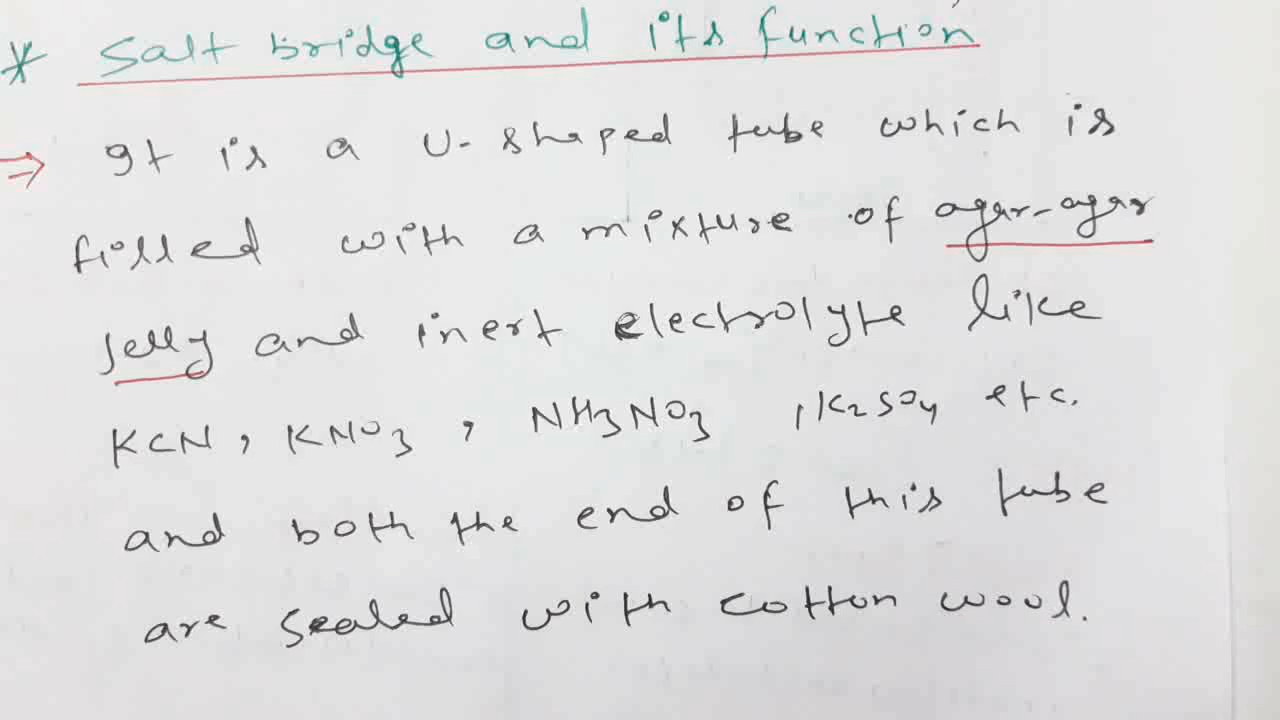 * Salt bridge and its function
⇒ It is a U-shaped tube which is
filled with a mixture of agar-agar
Jelly and inert electrolyte like
KCN, KNO3, NH3NO3, K2SO4 etc.
and both the end of this tube
are sealed with cotton wool.